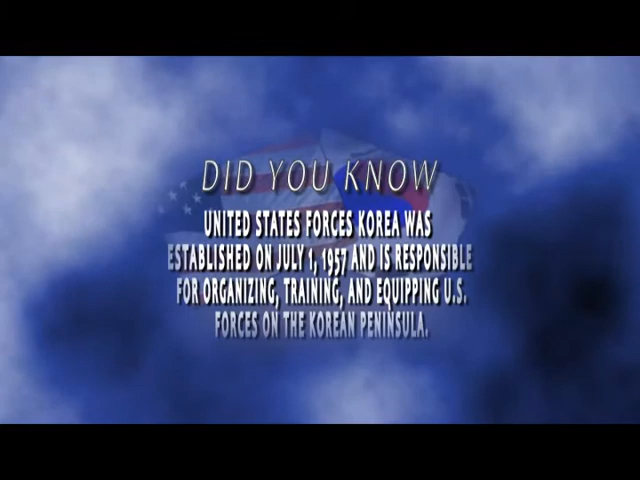 DID YOU KNOW
UNITED STATES FORCES KOREA WAS
ESTABLISHED ON JULY 1, 1957 AND IS RESPONSIBLE
FOR ORGANIZING, TRAINING, AND EQUIPPING U.S.
FORCES ON THE KOREAN PENINSULA.